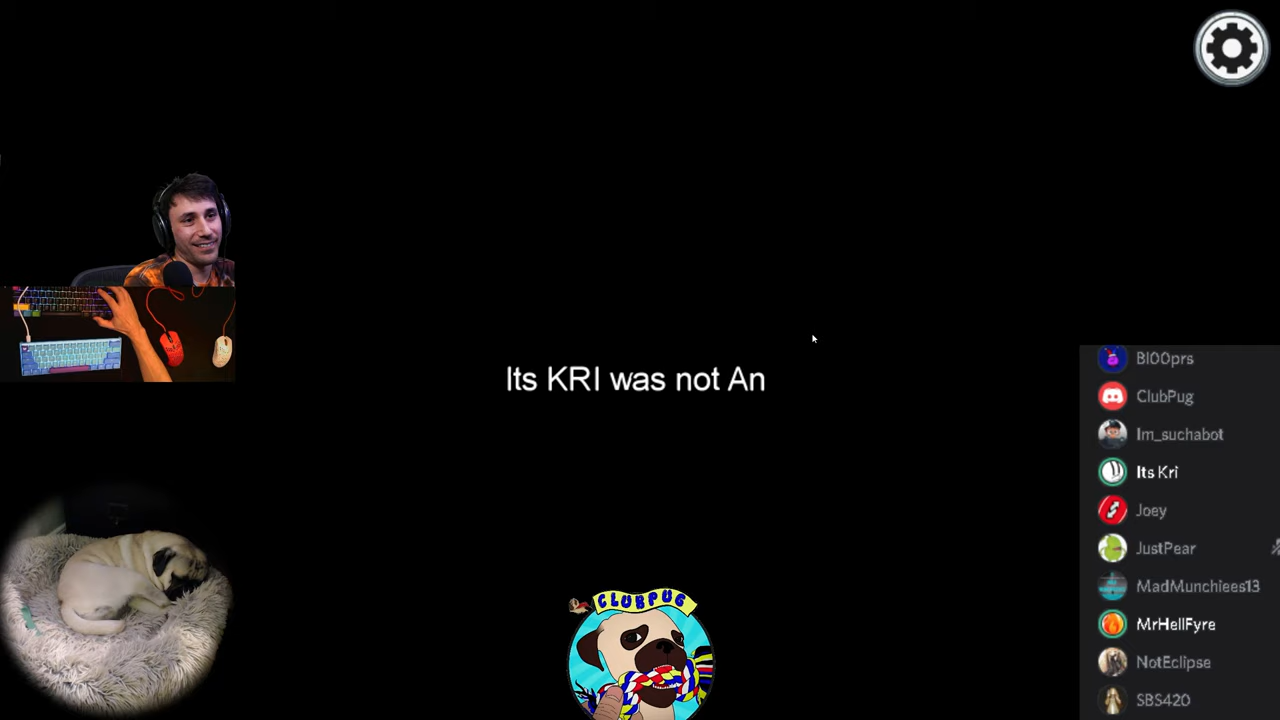 Its KRI was not An
Bl00prs
ClubPug
Im_suchabot
Its Kri
Joey
JustPear
MadMunchiees13
MrHellFyre
NotEclipse
SBS420
CLUBPUG